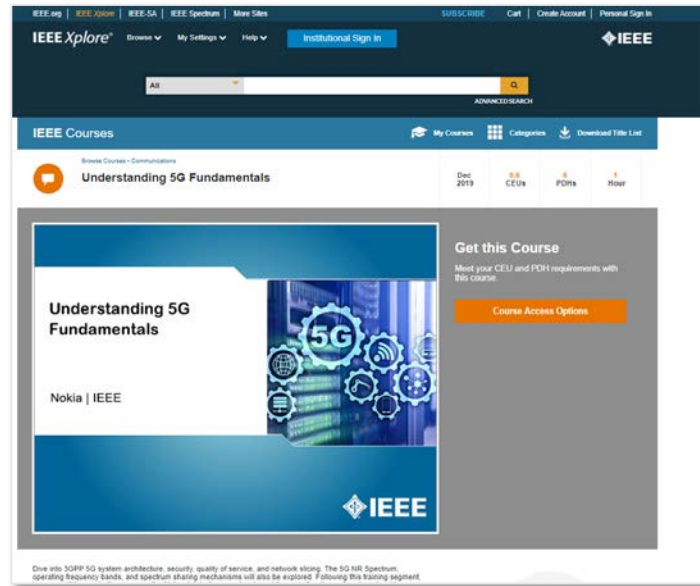 IEEE.org | IEEE Xplore | IEEE-SA | IEEE Spectrum | More Sites
SUBSCRIBE Cart | Create Account | Personal Sign In
IEEE Xplore® Browse My Settings Help Institutional Sign In
IEEE
All
ADVANCED SEARCH
IEEE Courses
My Courses Categories Download Title List
Browse Courses - Communications
Understanding 5G Fundamentals
Dec 2019
0.6 CEUs
6 PDHs
1 Hour
Understanding 5G
Fundamentals
Nokia | IEEE
5G
IEEE
Get this Course
Meet your CEU and PDH requirements with
this course.
Course Access Options
Dive into 3GPP 5G system architecture, security, quality of service, and network slicing. The 5G NR Spectrum,
operating frequency bands, and spectrum sharing mechanisms will also be explored. Following this training segment,